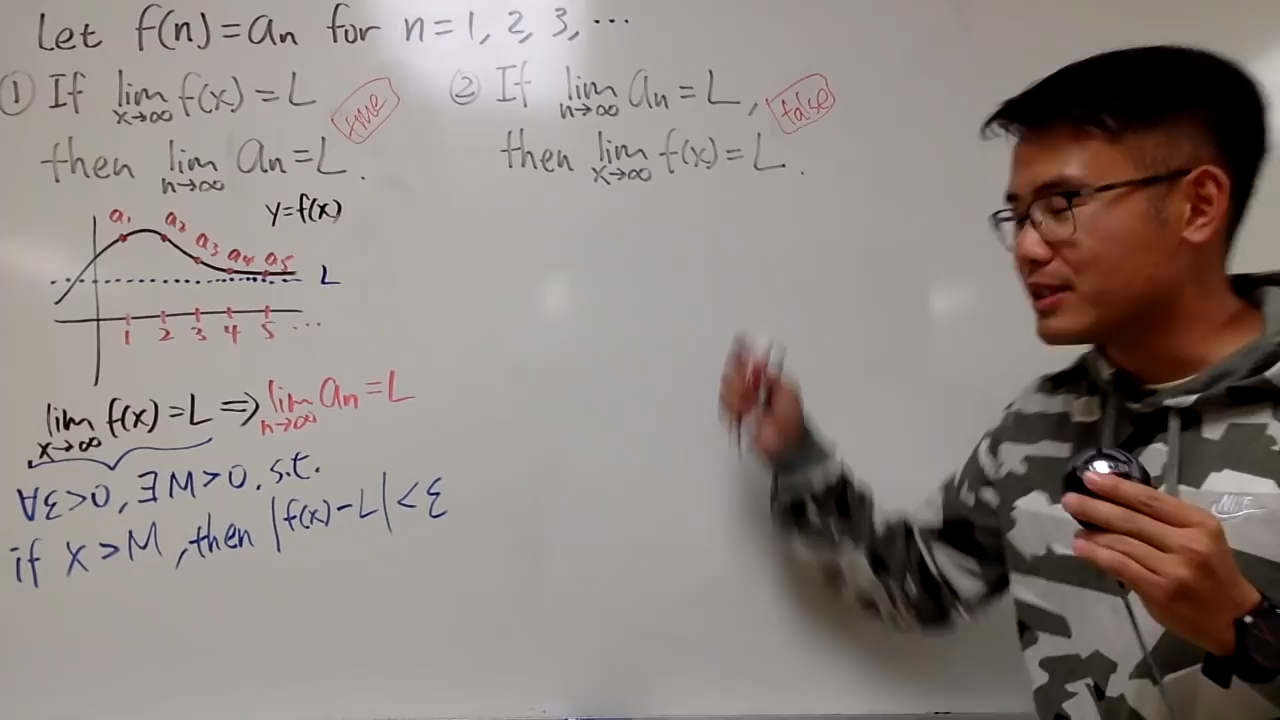 Let f(n) = aₙ for n = 1, 2, 3, ...
① If lim x→∞ f(x) = L
then lim n→∞ aₙ = L.
true
② If lim n→∞ aₙ = L,
then lim x→∞ f(x) = L.
false
y = f(x)
a₁ a₂ a₃ a₄ a₅
L
1 2 3 4 5 ...
lim x→∞ f(x) = L ⇒ lim n→∞ aₙ = L
∀ε>0, ∃M>0. s.t.
if x > M, then |f(x) - L| < ε
NIKE